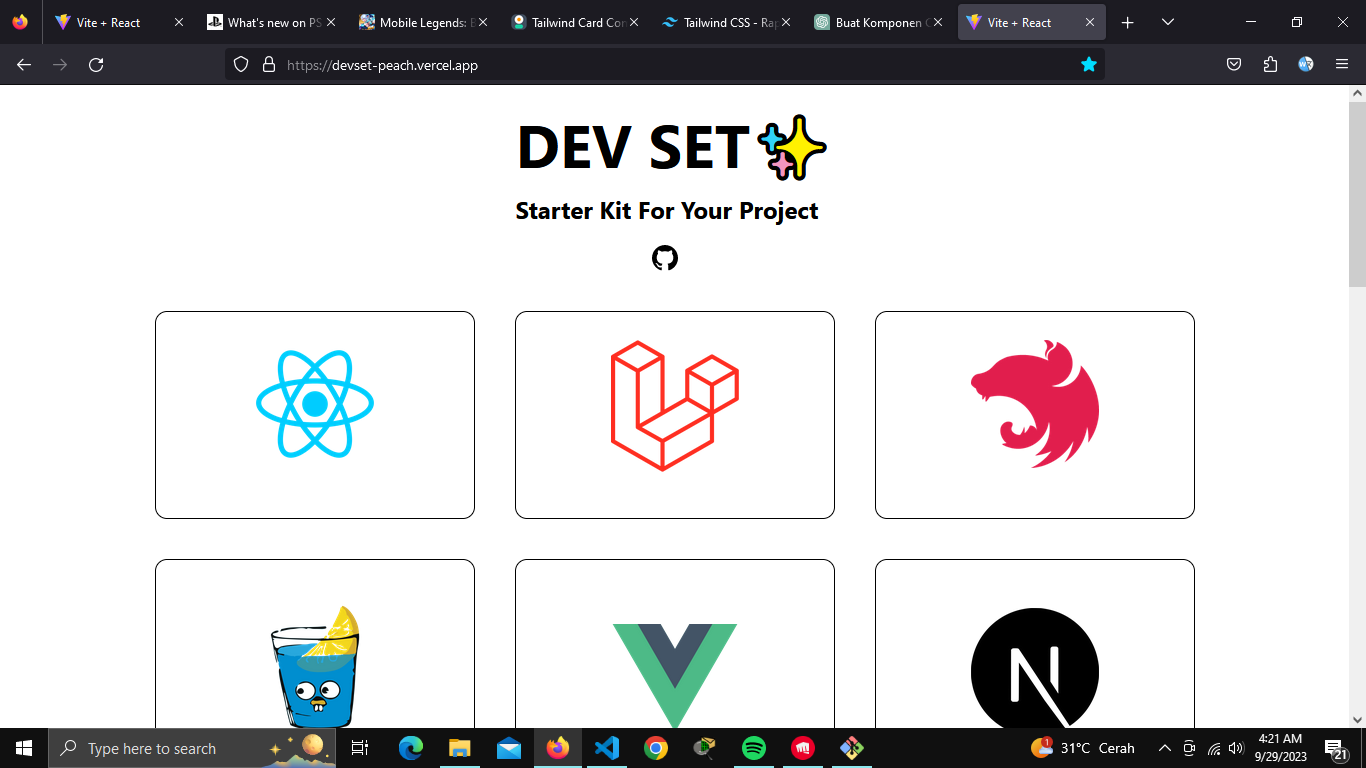 Vite + React
What's new on PS
Mobile Legends: B
Tailwind Card Con
Tailwind CSS - Rap
Buat Komponen C
Vite + React
https://devset-peach.vercel.app
DEV SET
Starter Kit For Your Project
N
Type here to search
1
31°C Cerah
4:21 AM
9/29/2023
21